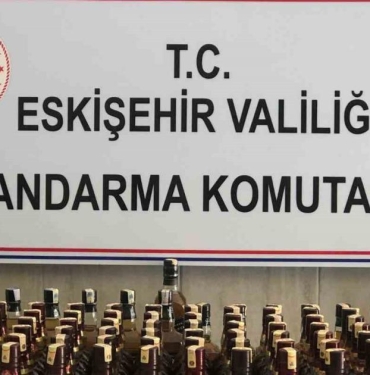 T.C.
ESKİŞEHİR VALİLİĞ
ANDARMA KOMUTA